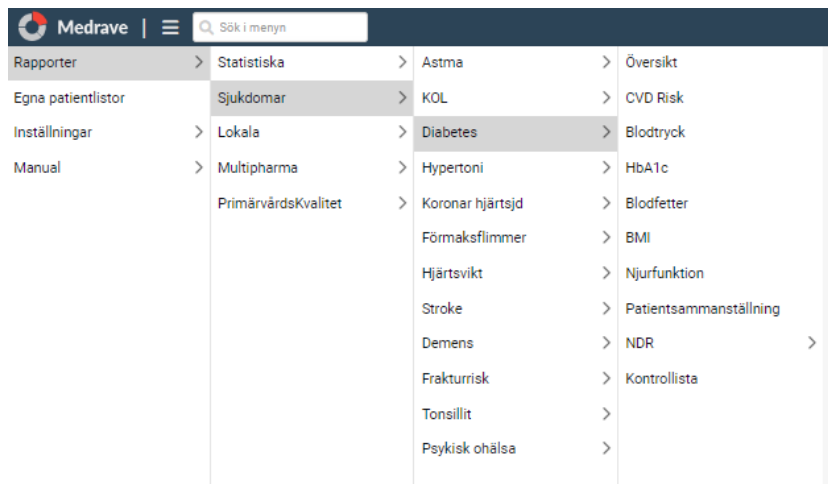 Medrave | Sök i menyn
Rapporter
Egna patientlistor
Inställningar
Manual
Statistiska
Sjukdomar
Lokala
Multipharma
PrimärvårdsKvalitet
Astma
KOL
Diabetes
Hypertoni
Koronar hjärtsjd
Förmaksflimmer
Hjärtsvikt
Stroke
Demens
Frakturrisk
Tonsillit
Psykisk ohälsa
Översikt
CVD Risk
Blodtryck
HbA1c
Blodfetter
BMI
Njurfunktion
Patientsammanställning
NDR
Kontrollista